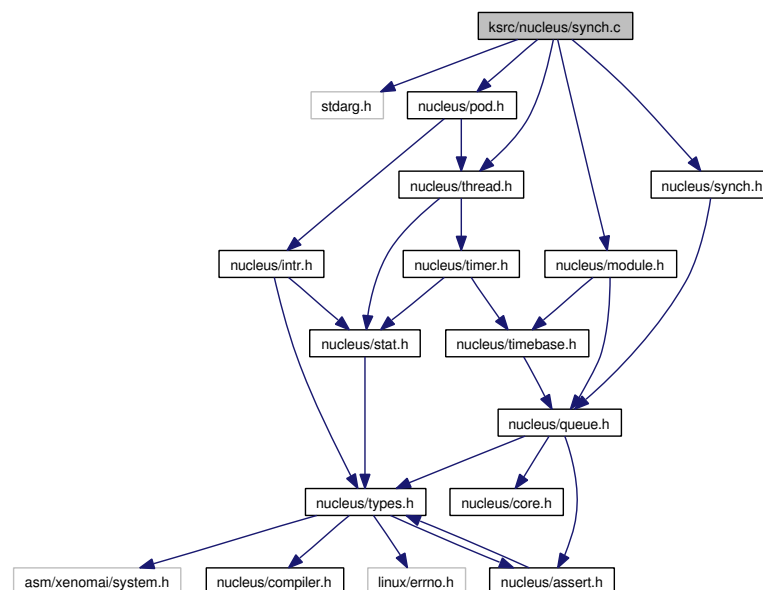 ksrc/nucleus/synch.c
stdarg.h
nucleus/pod.h
nucleus/thread.h
nucleus/synch.h
nucleus/intr.h
nucleus/timer.h
nucleus/module.h
nucleus/stat.h
nucleus/timebase.h
nucleus/queue.h
nucleus/types.h
nucleus/core.h
asm/xenomai/system.h
nucleus/compiler.h
linux/errno.h
nucleus/assert.h